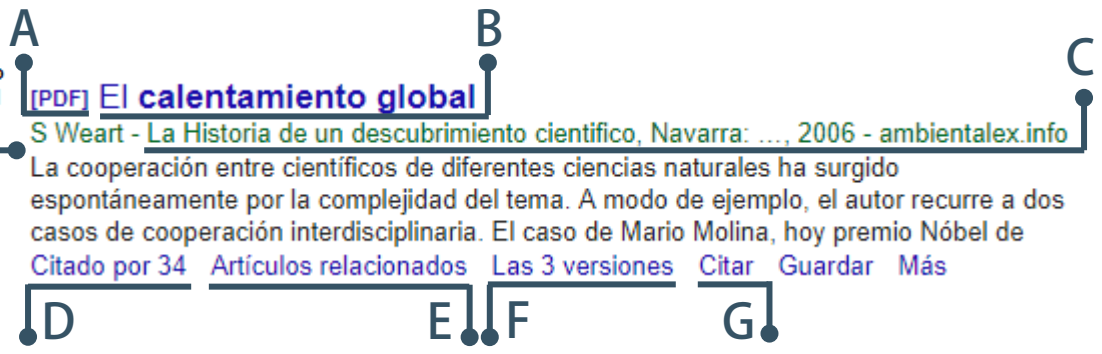 A B C
[PDF] El calentamiento global
S Weart - La Historia de un descubrimiento cientifico, Navarra: ..., 2006 - ambientalex.info
La cooperación entre científicos de diferentes ciencias naturales ha surgido
espontáneamente por la complejidad del tema. A modo de ejemplo, el autor recurre a dos
casos de cooperación interdisciplinaria. El caso de Mario Molina, hoy premio Nóbel de
Citado por 34 Artículos relacionados Las 3 versiones Citar Guardar Más
D E F G